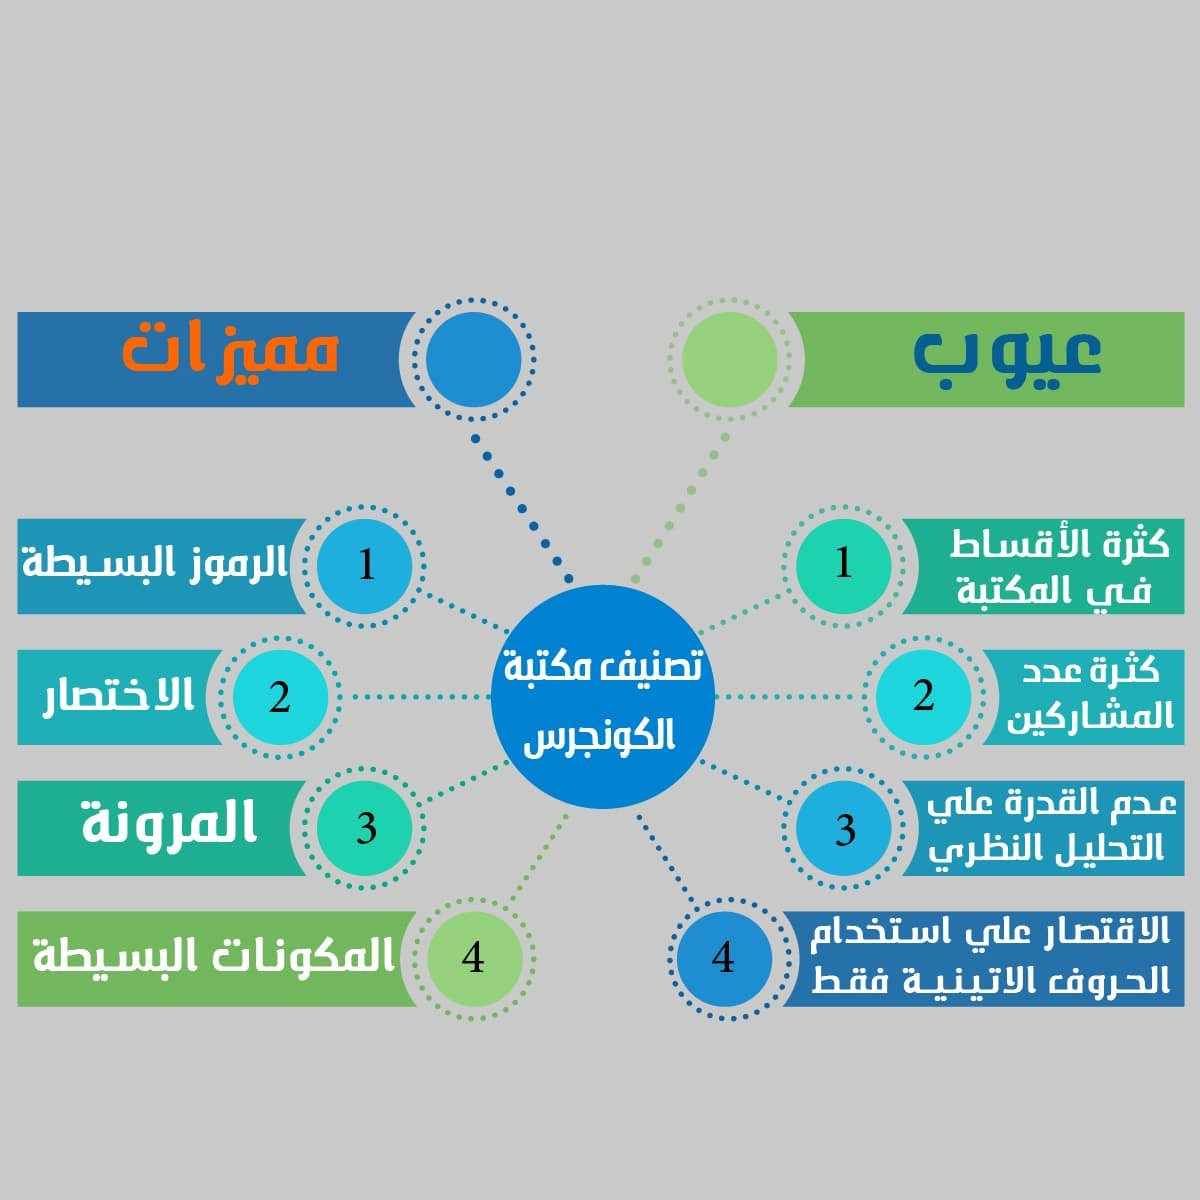 عيوب
مميزات
تصنيف مكتبة
الكونجرس
1
كثرة الأقساط
في المكتبة
2
كثرة عدد
المشاركين
3
عدم القدرة علي
التحليل النظري
4
الاقتصار علي استخدام
الحروف الاتينية فقط
1
الرموز البسيطة
2
الاختصار
3
المرونة
4
المكونات البسيطة